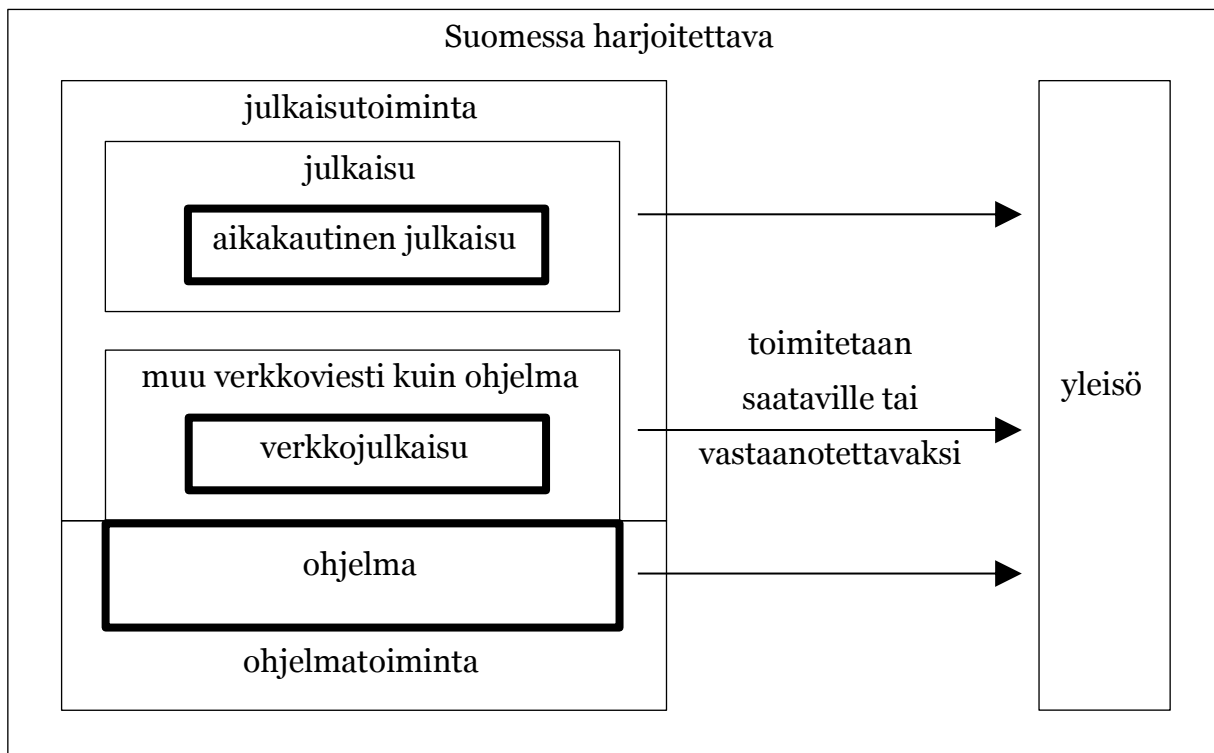 Suomessa harjoitettava
julkaisutoiminta
julkaisu
aikakautinen julkaisu
muu verkkoviesti kuin ohjelma
verkkojulkaisu
ohjelma
ohjelmatoiminta
toimitetaan
saataville tai
vastaanotettavaksi
yleisö